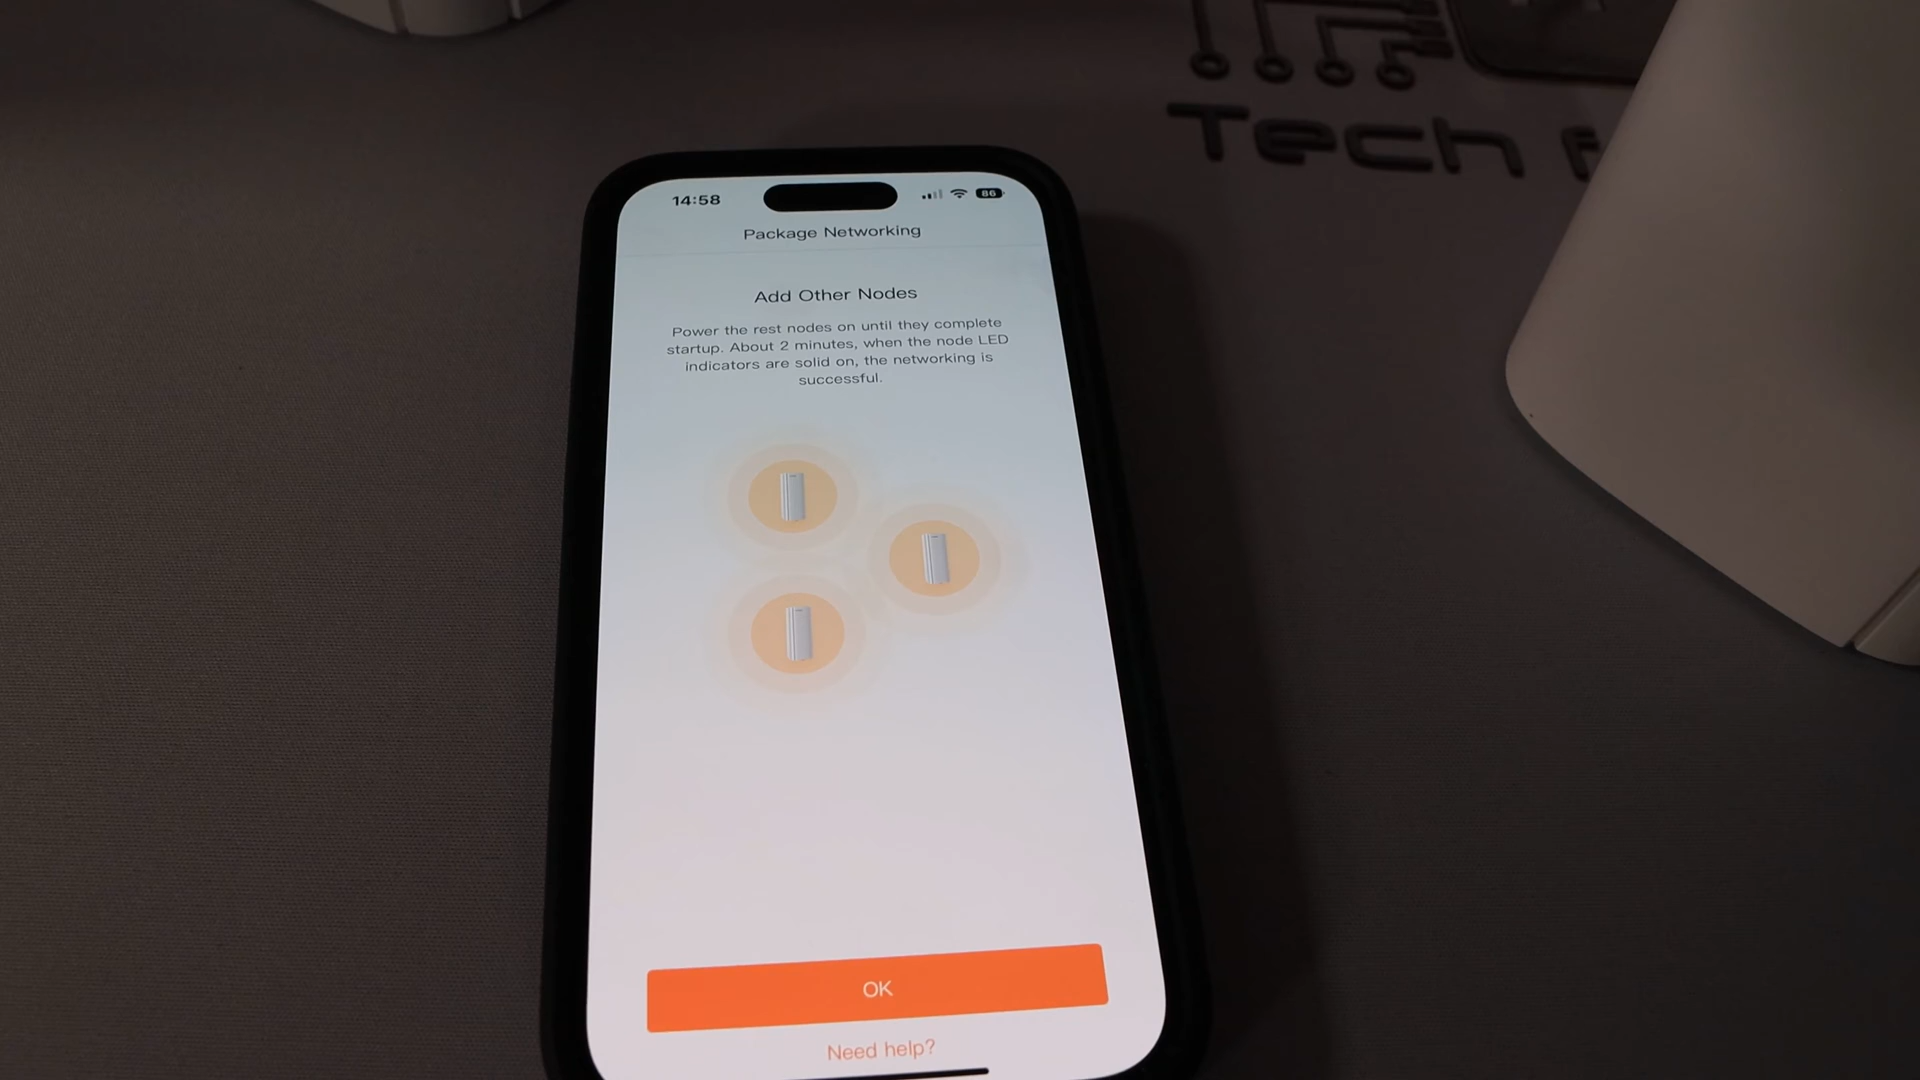 Tech
14:58
86
Package Networking
Add Other Nodes
Power the rest nodes on until they complete
startup. About 2 minutes, when the node LED
indicators are solid on, the networking is
successful.
OK
Need help?